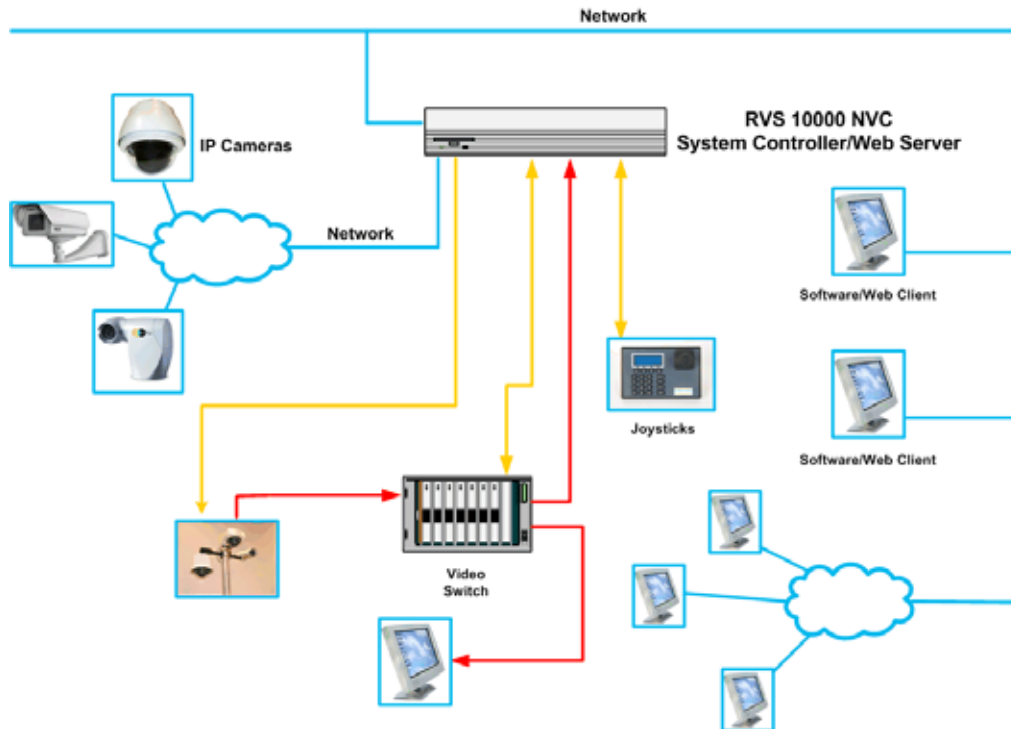 Network
RVS 10000 NVC
System Controller/Web Server
IP Cameras
Network
Software/Web Client
Joysticks
Software/Web Client
Video
Switch